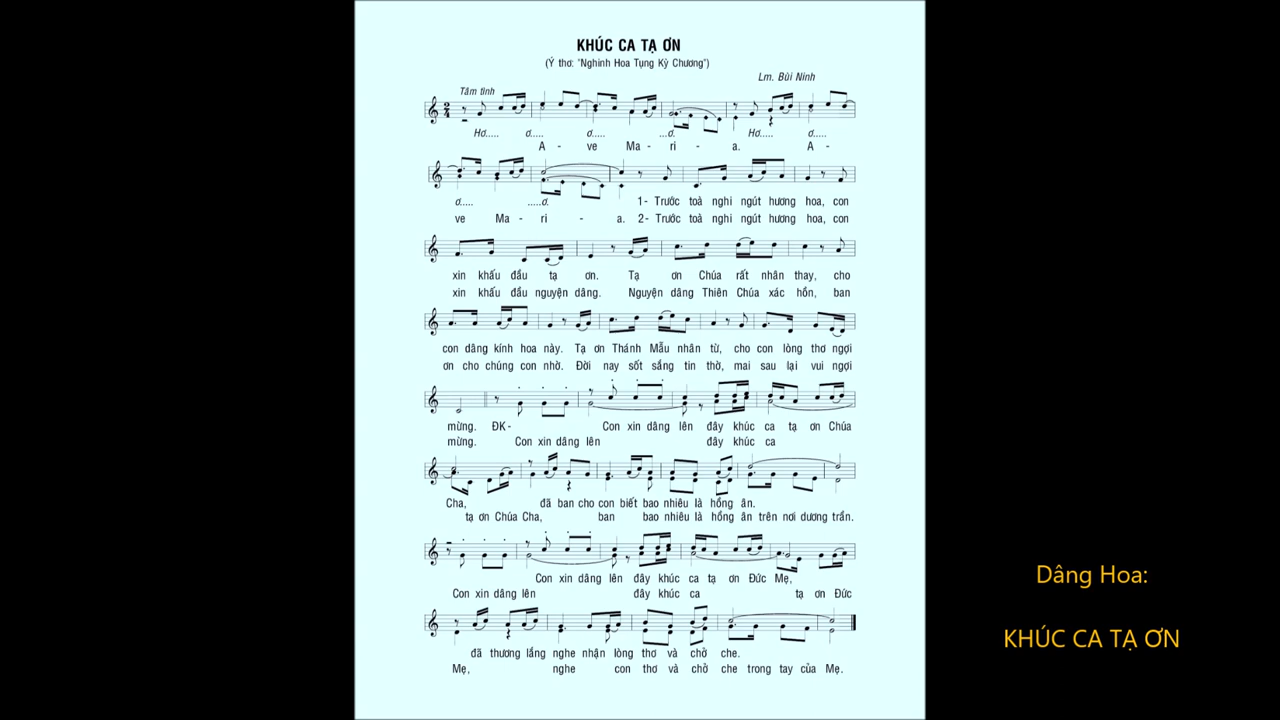 KHÚC CA TẠ ƠN
(Ý thơ: "Nghinh Hoa Tụng Kỳ Chương")
Lm. Bùi Ninh
Tâm tình
Hơ..... ơ..... ơ..... ...ơ. Hơ..... ơ.....
A - ve Ma - ri - a. A -
ơ..... .....ơ. 1- Trước toà nghi ngút hương hoa, con
ve Ma - ri - a. 2- Trước toà nghi ngút hương hoa, con
xin khấu đầu tạ ơn. Tạ ơn Chúa rất nhân thay, cho
xin khấu đầu nguyện dâng. Nguyện dâng Thiên Chúa xác hồn, ban
con dâng kính hoa này. Tạ ơn Thánh Mẫu nhân từ, cho con lòng thơ ngợi
ơn cho chúng con nhờ. Đời nay sốt sắng tin thờ, mai sau lại vui ngợi
mừng. ĐK- Con xin dâng lên đây khúc ca tạ ơn Chúa
mừng. Con xin dâng lên đây khúc ca
Cha, đã ban cho con biết bao nhiêu là hồng ân.
tạ ơn Chúa Cha, ban bao nhiêu là hồng ân trên nơi dương trần.
Con xin dâng lên đây khúc ca tạ ơn Đức Mẹ,
Con xin dâng lên đây khúc ca tạ ơn Đức
đã thương lắng nghe nhận lòng thơ và chở che.
Mẹ, nghe con thơ và chở che trong tay của Mẹ.
Dâng Hoa:
KHÚC CA TẠ ƠN